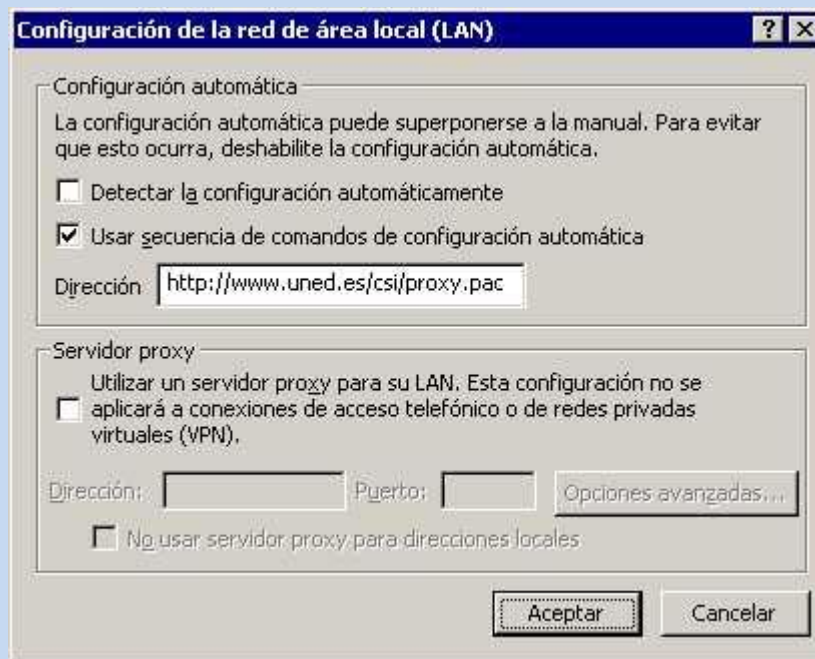 Configuración de la red de área local (LAN)
Configuración automática
La configuración automática puede superponerse a la manual. Para evitar
que esto ocurra, deshabilite la configuración automática.
Detectar la configuración automáticamente
Usar secuencia de comandos de configuración automática
Dirección http://www.uned.es/csi/proxy.pac
Servidor proxy
Utilizar un servidor proxy para su LAN. Esta configuración no se
aplicará a conexiones de acceso telefónico o de redes privadas
virtuales (VPN).
Dirección: Puerto: Opciones avanzadas...
No usar servidor proxy para direcciones locales
Aceptar Cancelar